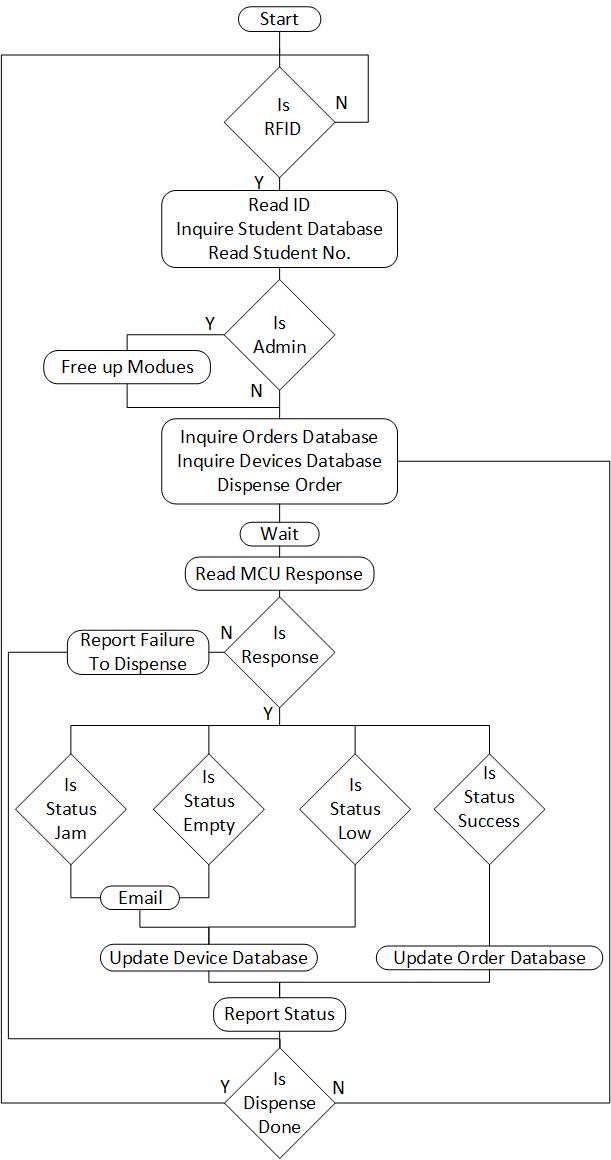 Start
Is
RFID
N
Y
Read ID
Inquire Student Database
Read Student No.
Y
Is
Admin
Free up Modues
N
Inquire Orders Database
Inquire Devices Database
Dispense Order
Wait
Read MCU Response
Report Failure
To Dispense
N
Is
Response
Y
Is
Status
Jam
Is
Status
Empty
Is
Status
Low
Is
Status
Success
Email
Update Device Database
Update Order Database
Report Status
Y
Is
Dispense
Done
N